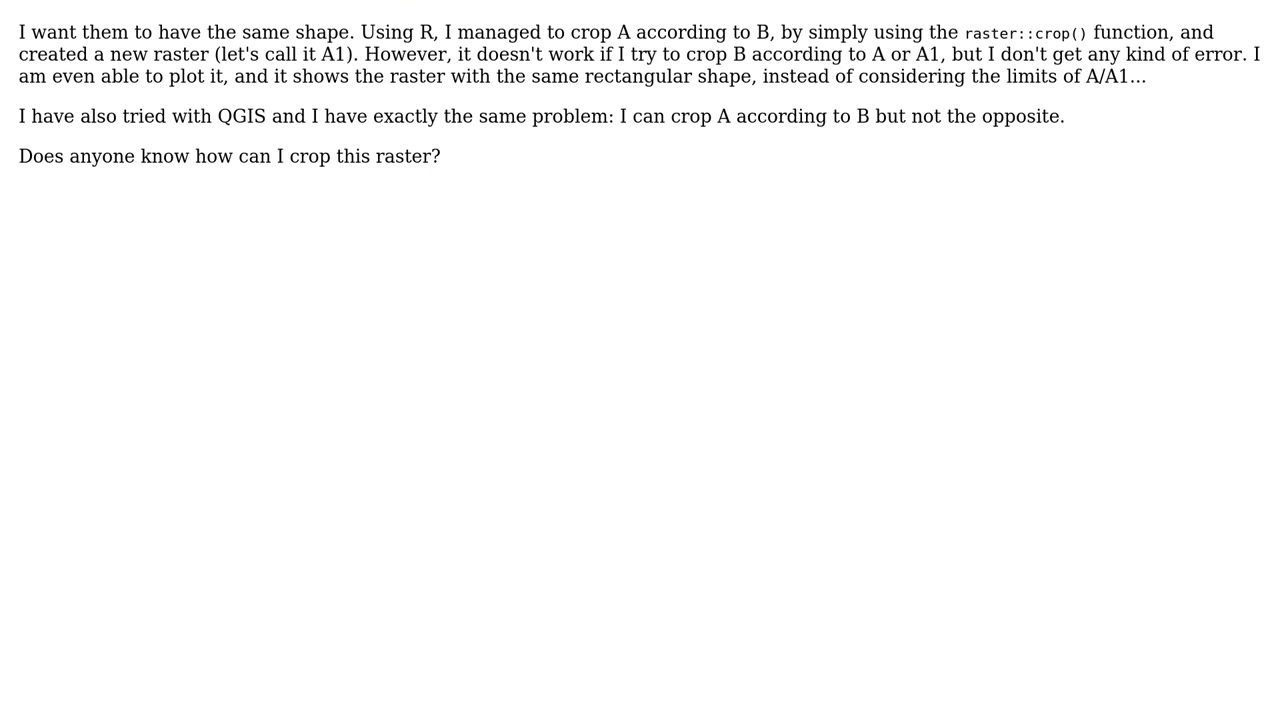 I want them to have the same shape. Using R, I managed to crop A according to B, by simply using the raster::crop() function, and
created a new raster (let's call it A1). However, it doesn't work if I try to crop B according to A or A1, but I don't get any kind of error. I
am even able to plot it, and it shows the raster with the same rectangular shape, instead of considering the limits of A/A1...
I have also tried with QGIS and I have exactly the same problem: I can crop A according to B but not the opposite.
Does anyone know how can I crop this raster?